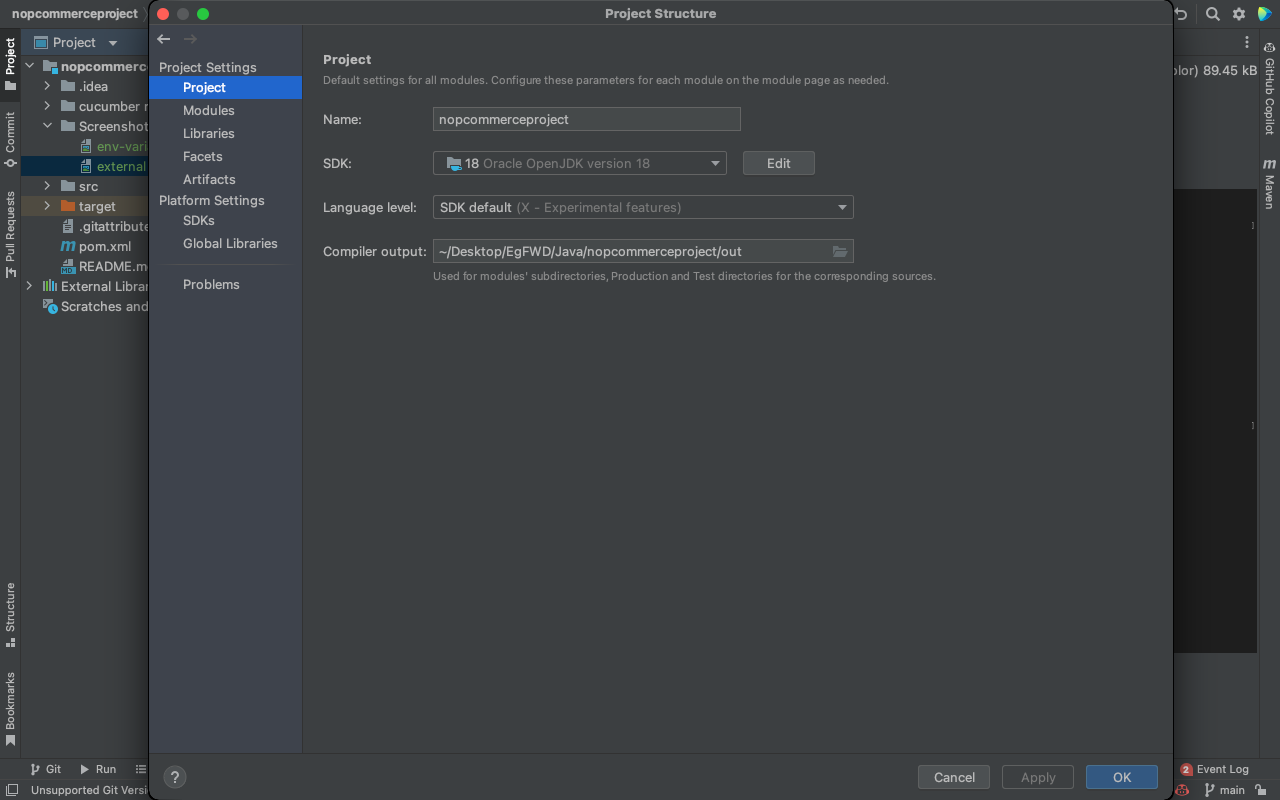 nopcommerceproject
Project Structure
Project
Project
Commit
Pull Requests
Structure
Bookmarks
nopcommerc
.idea
cucumber r
Screenshot
env-vari
external
src
target
.gitattribute
pom.xml
README.m
External Librar
Scratches and
Project Settings
Project
Modules
Libraries
Facets
Artifacts
Platform Settings
SDKs
Global Libraries
Problems
Project
Default settings for all modules. Configure these parameters for each module on the module page as needed.
Name: nopcommerceproject
SDK: 18 Oracle OpenJDK version 18 Edit
Language level: SDK default (X - Experimental features)
Compiler output: ~/Desktop/EgFWD/Java/nopcommerceproject/out
Used for modules' subdirectories, Production and Test directories for the corresponding sources.
olor) 89.45 kB
GitHub Copilot
m
Maven
? Cancel Apply OK
Git Run
2 Event Log
Unsupported Git Versi
main